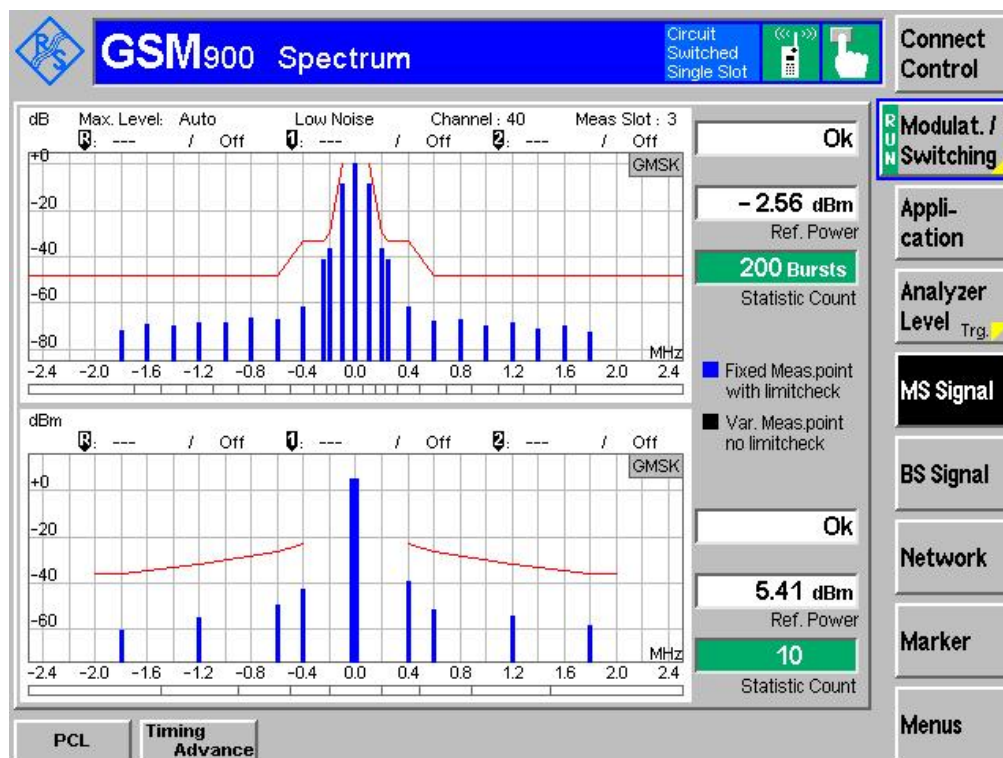 R S
GSM900 Spectrum
Circuit
Switched
Single Slot
Connect
Control
dB Max. Level: Auto Low Noise Channel : 40 Meas Slot : 3
R: --- / Off 1: --- / Off 2: --- / Off
GMSK
+0
-20
-40
-60
-80
MHz
-2.4 -2.0 -1.6 -1.2 -0.8 -0.4 0.0 0.4 0.8 1.2 1.6 2.0 2.4
Ok
-2.56 dBm
Ref. Power
200 Bursts
Statistic Count
Fixed Meas.point
with limitcheck
Var. Meas.point
no limitcheck
dBm
R: --- / Off 1: --- / Off 2: --- / Off
GMSK
+0
-20
-40
-60
MHz
-2.4 -2.0 -1.6 -1.2 -0.8 -0.4 0.0 0.4 0.8 1.2 1.6 2.0 2.4
Ok
5.41 dBm
Ref. Power
10
Statistic Count
RUN
Modulat. /
Switching
Appli-
cation
Analyzer
Level Trg.
MS Signal
BS Signal
Network
Marker
Menus
PCL
Timing
Advance